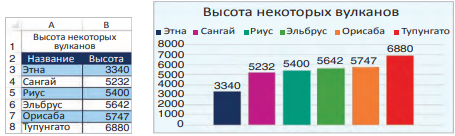 A B
1 Высота некоторых
вулканов
2 Название Высота
3 Этна 3340
4 Сангай 5232
5 Риус 5400
6 Эльбрус 5642
7 Орисаба 5747
8 Тупунгато 6880
Высота некоторых вулканов
Этна Сангай Риус Эльбрус Орисаба Тупунгато
8000
7000
6000
5000
4000
3000
2000
1000
0
3340 5232 5400 5642 5747 6880